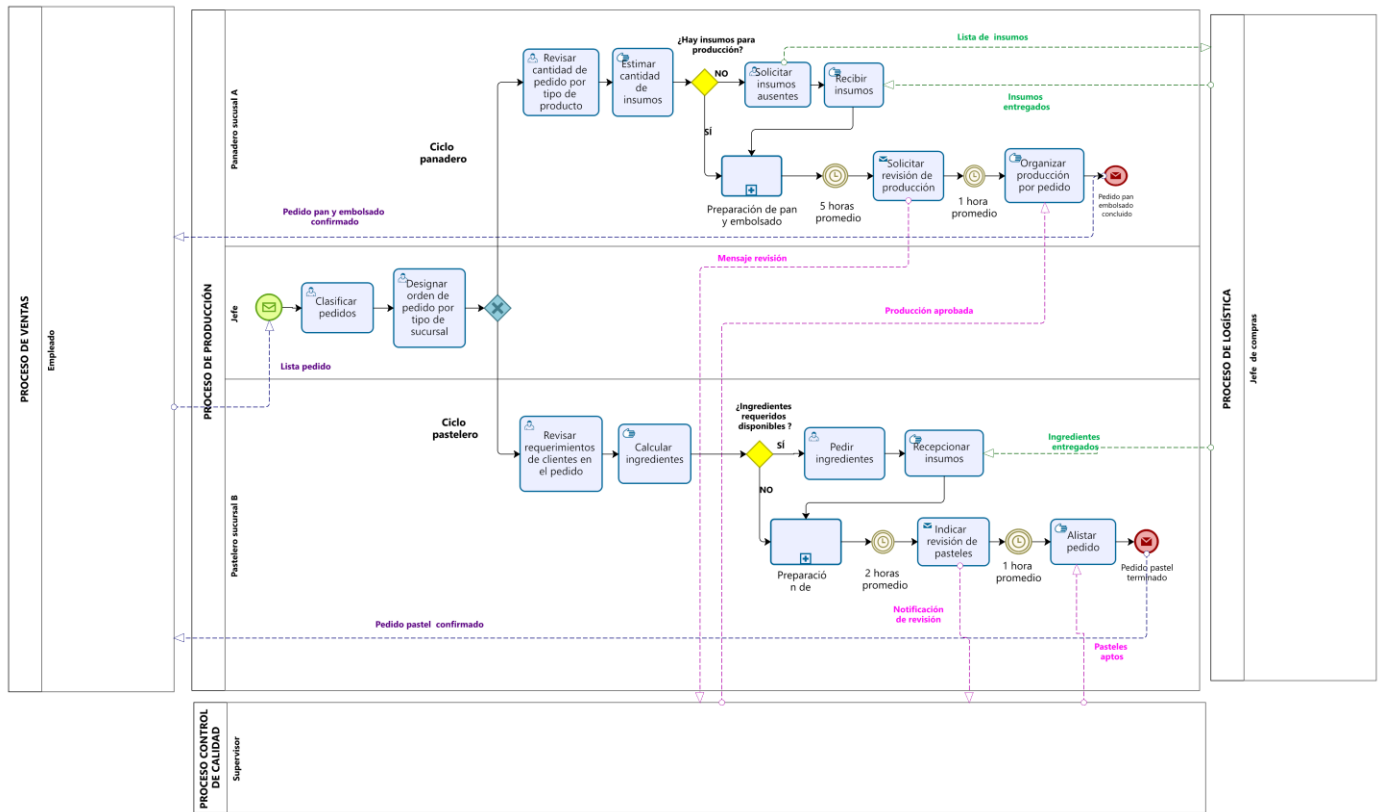 PROCESO DE VENTAS
Empleado
PROCESO DE PRODUCCIÓN
Panadero sucusal A
Ciclo
panadero
Revisar
cantidad de
pedido por
tipo de
producto
Estimar
cantidad
de
insumos
¿Hay insumos para
producción?
NO
SÍ
Solicitar
insumos
ausentes
Recibir
insumos
Lista de insumos
Insumos
entregados
Preparación de pan
y embolsado
5 horas
promedio
Solicitar
revisión de
producción
1 hora
promedio
Organizar
producción
por pedido
Pedido pan
embolsado
concluido
Pedido pan y embolsado
confirmado
Mensaje revisión
Jefe
Clasificar
pedidos
Designar
orden de
pedido por
tipo de
sucursal
Producción aprobada
Lista pedido
Pastelero sucursal B
Ciclo
pastelero
Revisar
requerimientos
de clientes en
el pedido
Calcular
ingredientes
¿Ingredientes
requeridos
disponibles ?
SÍ
NO
Pedir
ingredientes
Recepcionar
insumos
Ingredientes
entregados
Preparació
n de
2 horas
promedio
Indicar
revisión de
pasteles
1 hora
promedio
Alistar
pedido
Pedido pastel
terminado
Notificación
de revisión
Pedido pastel confirmado
Pasteles
aptos
PROCESO DE LOGÍSTICA
Jefe de compras
PROCESO CONTROL
DE CALIDAD
Supervisor